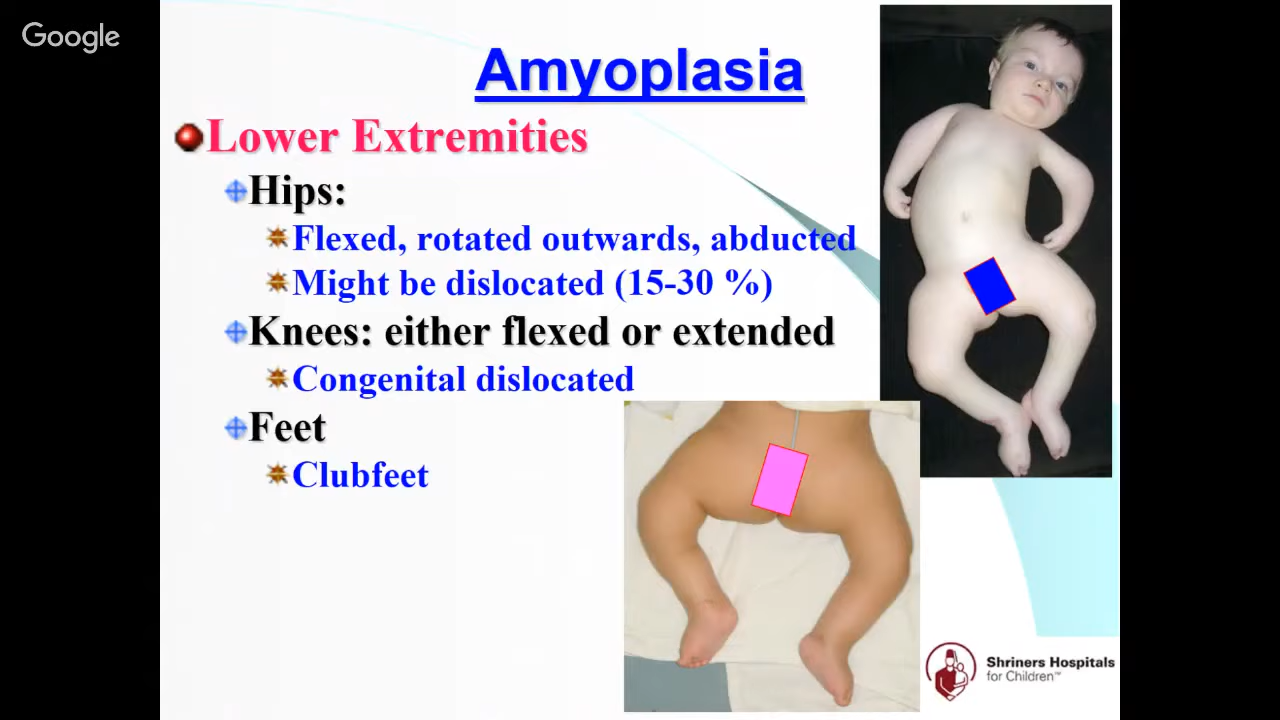 Google
Amyoplasia
Lower Extremities
Hips:
Flexed, rotated outwards, abducted
Might be dislocated (15-30 %)
Knees: either flexed or extended
Congenital dislocated
Feet
Clubfeet
Shriners Hospitals
for Children™